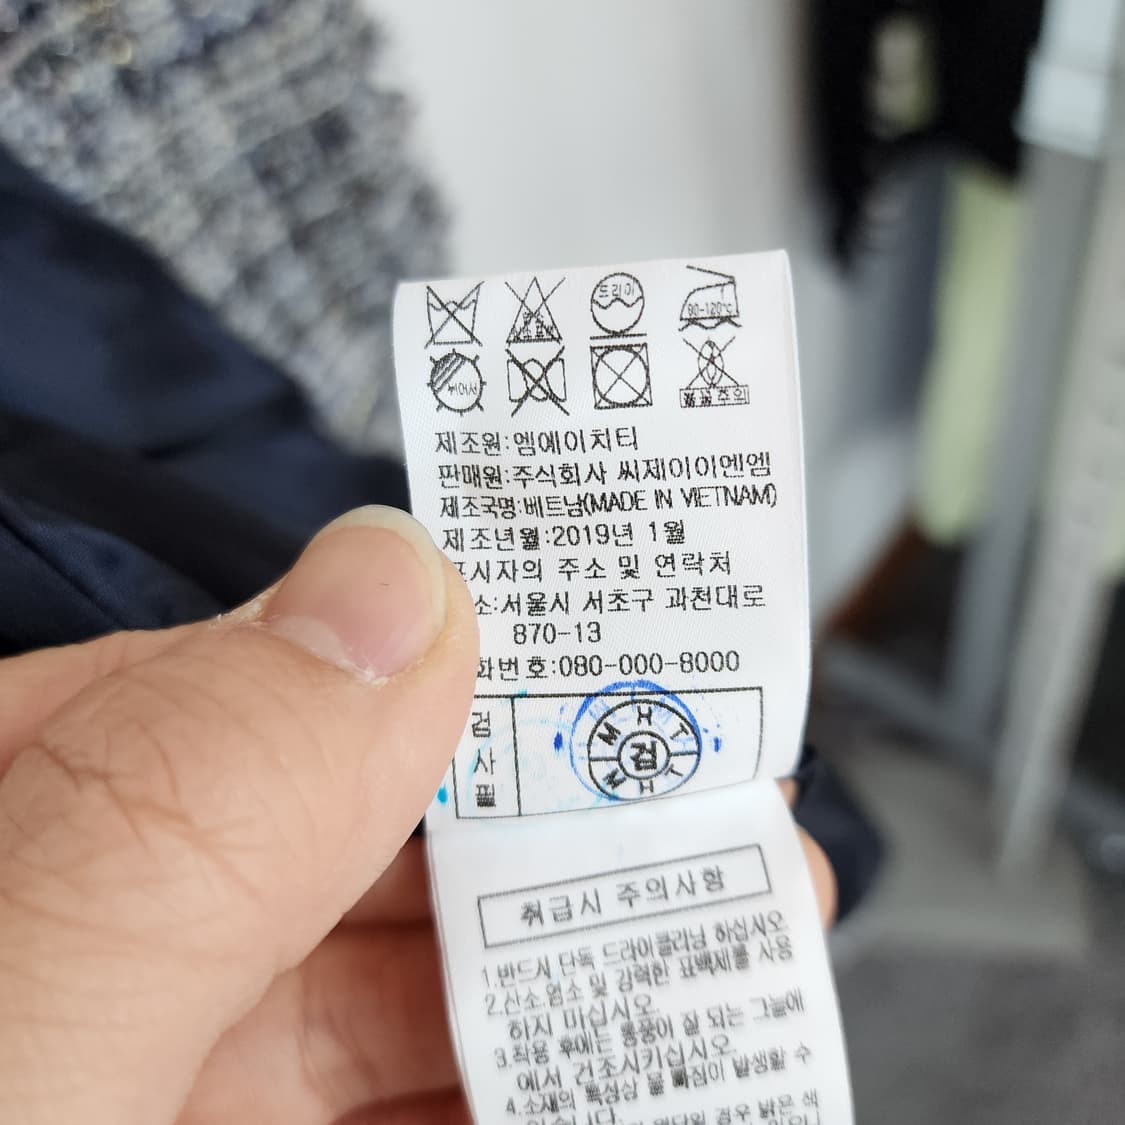 드라이
80-120℃
제조원:엠에이치티
판매원:주식회사 씨제이이엔엠
제조국명:베트남(MADE IN VIETNAM)
제조년월:2019년 1월
시자의 주소 및 연락처
소:서울시 서초구 과천대로
870-13
화번호:080-000-8000
검
사
필
M H T
검
취급시 주의사항
1.반드시 단독 드라이클리닝 하십시오.
2.산소.염소 및 강력한 표백제를 사용
하지 마십시오.
3.착용 후에는 통풍이 잘 되는 그늘에
에서 건조시키십시오.
4.소재의 특성상 물 빠짐이 발생할 수
경우 밝은 색